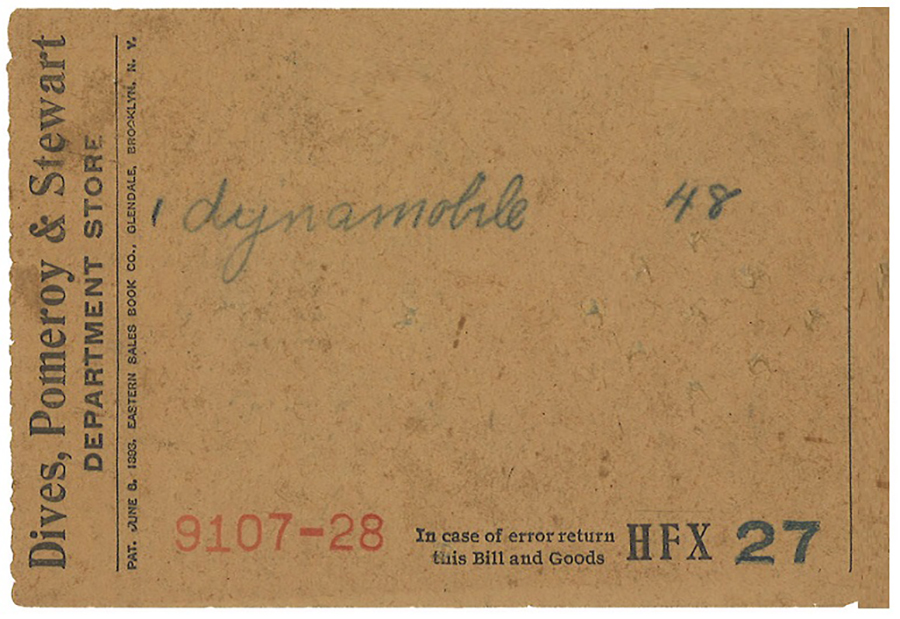 Dives, Pomeroy & Stewart
DEPARTMENT STORE
PAT. JUNE 6, 1893, EASTERN SALES BOOK CO., GLENDALE, BROOKLYN, N. Y.
1 dynamobile 48
9107-28
In case of error return
this Bill and Goods
HFX 27